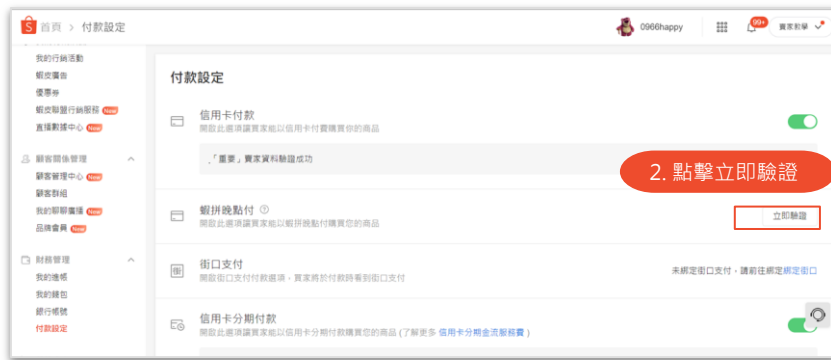 首頁 > 付款設定
0966happy
99+
賣家教學
我的行銷活動
蝦皮廣告
優惠券
蝦皮聯盟行銷服務 New
直播數據中心 New
顧客關係管理
顧客管理中心 New
顧客群組
我的聊聊廣播 New
品牌會員 New
財務管理
我的進帳
我的錢包
銀行帳號
付款設定
付款設定
信用卡付款
開啟此選項讓買家能以信用卡付費購買你的商品
.「重要」賣家資料驗證成功
2. 點擊立即驗證
蝦拼晚點付
開啟此選項讓買家能以蝦拼晚點付購買您的商品
立即驗證
街口支付
開啟街口支付付款選項，買家將於付款時看到街口支付
未綁定街口支付，請前往綁定綁定街口
信用卡分期付款
開啟此選項讓買家能以信用卡分期付款購買您的商品 (了解更多 信用卡分期金流服務費 )